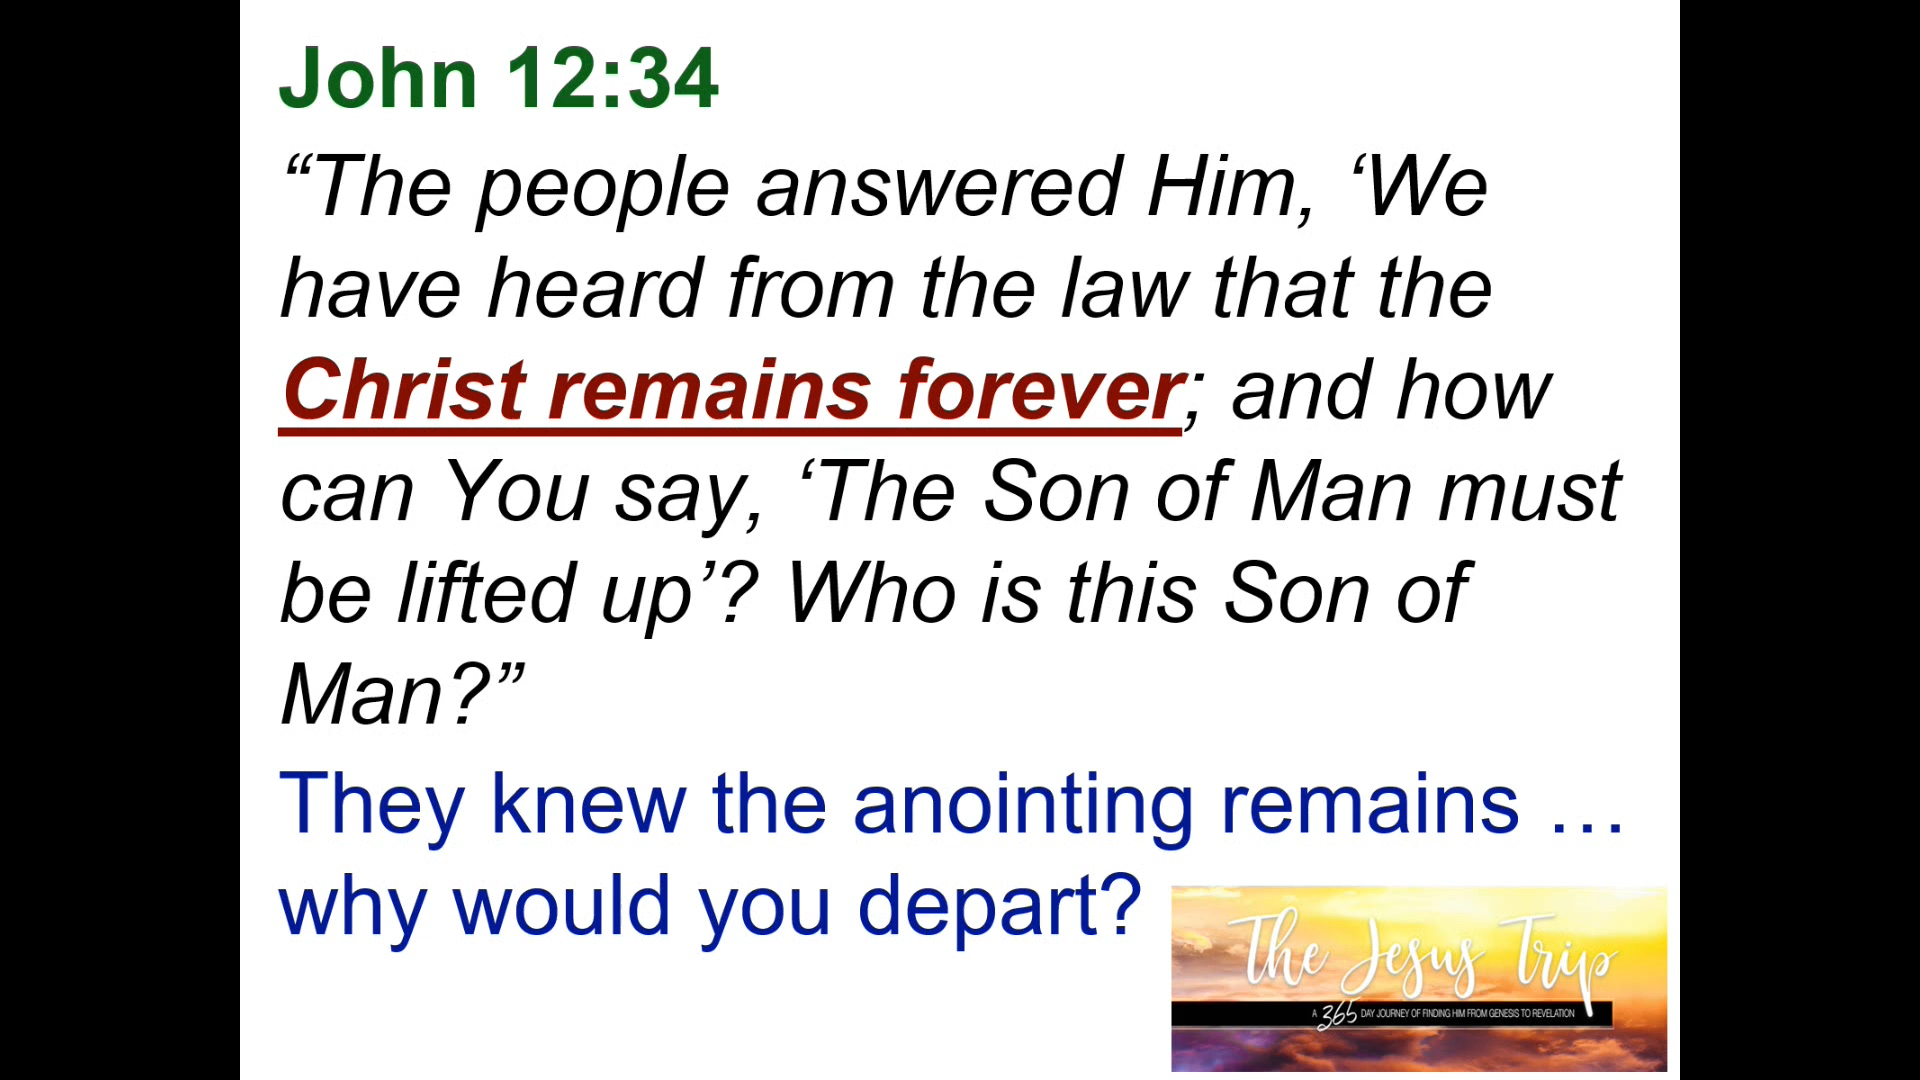 John 12:34
“The people answered Him, ‘We
have heard from the law that the
Christ remains forever; and how
can You say, ‘The Son of Man must
be lifted up’? Who is this Son of
Man?”
They knew the anointing remains …
why would you depart?
The Jesus Trip
A 365 DAY JOURNEY OF FINDING HIM FROM GENESIS TO REVELATION